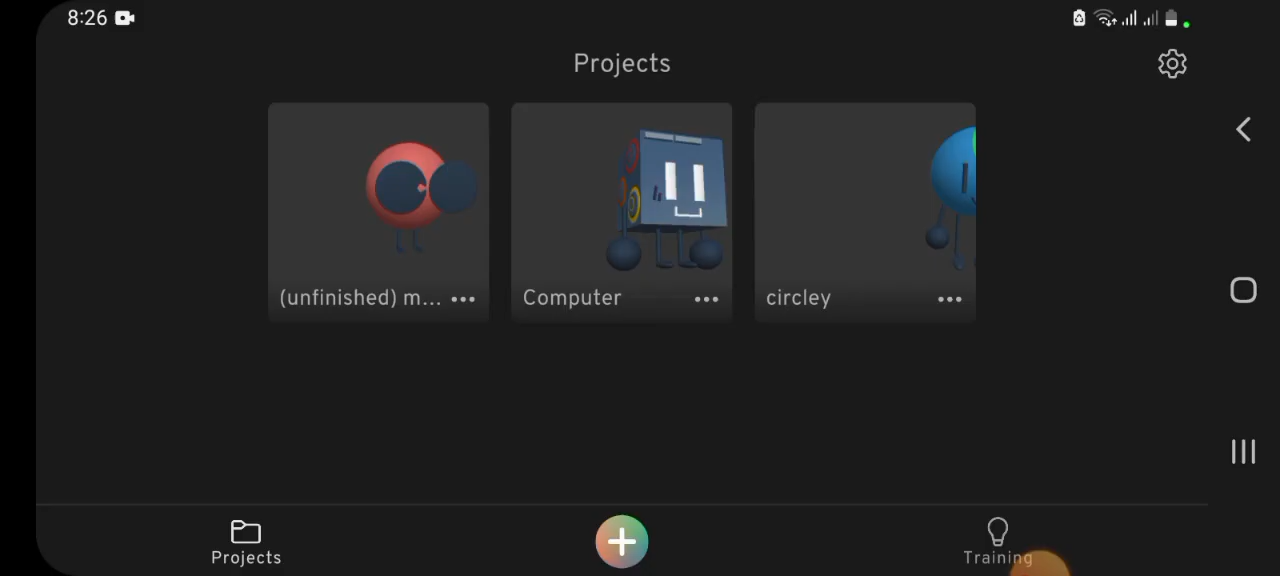 8:26
Projects
(unfinished) m...
Computer
circley
Projects
Training